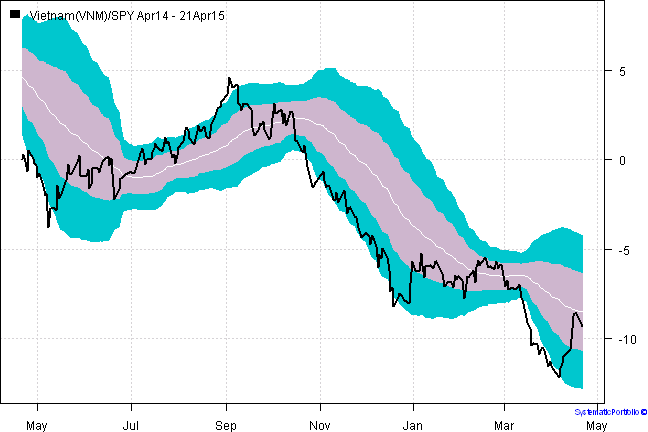 Vietnam(VNM)/SPY Apr14 - 21Apr15
5
0
-5
-10
SystematicPortfolio ©
May Jul Sep Nov Jan Mar May